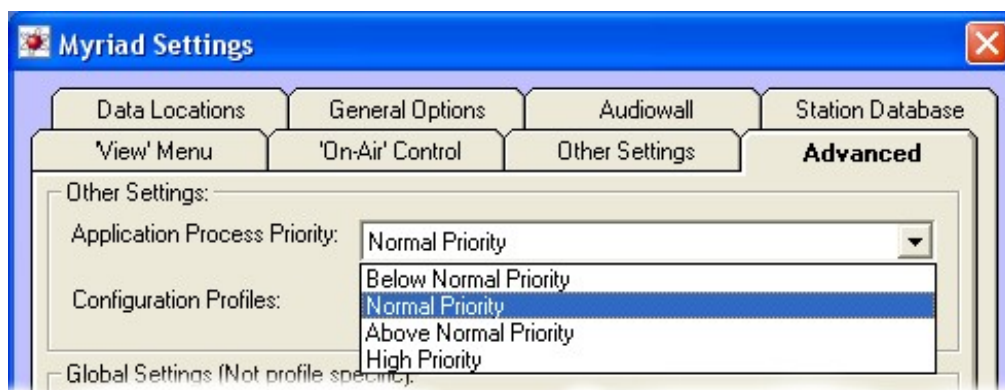 Myriad Settings
Data Locations General Options Audiowall Station Database
'View' Menu 'On-Air' Control Other Settings Advanced
Other Settings:
Application Process Priority: Normal Priority
Below Normal Priority
Configuration Profiles: Normal Priority
Above Normal Priority
High Priority
Global Settings (Not profile specific):